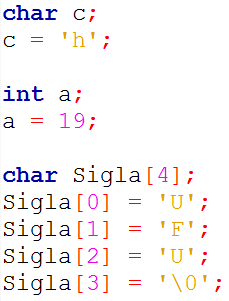 char c;
c = 'h';
int a;
a = 19;
char Sigla[4];
Sigla[0] = 'U';
Sigla[1] = 'F';
Sigla[2] = 'U';
Sigla[3] = '\0';